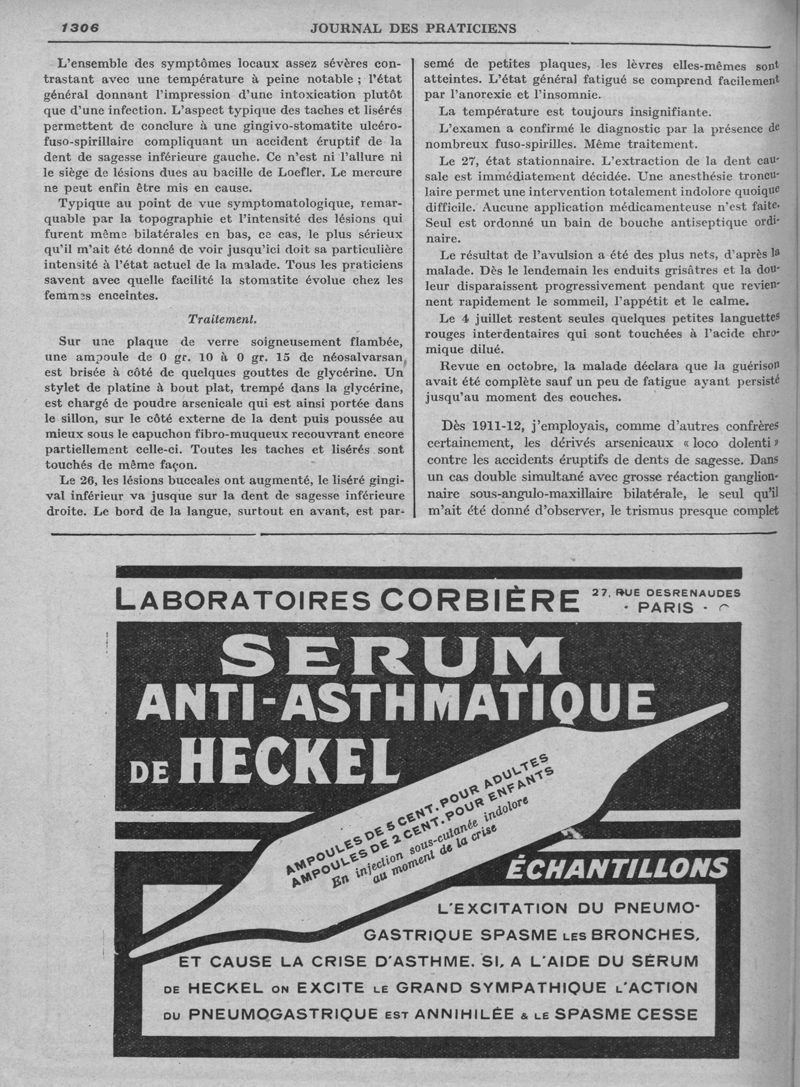 1306
JOURNAL DES PRATICIENS
L'ensemble des symptômes locaux assez sévères con-
trastant avec une température à peine notable ; l'état
général donnant l'impression d'une intoxication plutôt
que d'une infection. L'aspect typique des taches et lisérés
permettent de conclure à une gingivo-stomatite ulcéro-
fuso-spirillaire compliquant un accident éruptif de la
dent de sagesse inférieure gauche. Ce n'est ni l'allure ni
le siège de lésions dues au bacille de Loefler. Le mercure
ne peut enfin être mis en cause.
Typique au point de vue symptomatologique, remar-
quable par la topographie et l'intensité des lésions qui
furent même bilatérales en bas, ce cas, le plus sérieux
qu'il m'ait été donné de voir jusqu'ici doit sa particulière
intensité à l'état actuel de la malade. Tous les praticiens
savent avec quelle facilité la stomatite évolue chez les
femmes enceintes.
Traitement.
Sur une plaque de verre soigneusement flambée,
une ampoule de 0 gr. 10 à 0 gr. 15 de néosalvarsan,
est brisée à côté de quelques gouttes de glycérine. Un
stylet de platine à bout plat, trempé dans la glycérine,
est chargé de poudre arsenicale qui est ainsi portée dans
le sillon, sur le côté externe de la dent puis poussée au
mieux sous le capuchon fibro-muqueux recouvrant encore
partiellement celle-ci. Toutes les taches et lisérés sont
touchés de même façon.
Le 26, les lésions buccales ont augmenté, le liséré gingi-
val inférieur va jusque sur la dent de sagesse inférieure
droite. Le bord de la langue, surtout en avant, est par-
semé de petites plaques, les lèvres elles-mêmes sont
atteintes. L'état général fatigué se comprend facilement
par l'anorexie et l'insomnie.
La température est toujours insignifiante.
L'examen a confirmé le diagnostic par la présence de
nombreux fuso-spirilles. Même traitement.
Le 27, état stationnaire. L'extraction de la dent cau-
sale est immédiatement décidée. Une anesthésie troncu-
laire permet une intervention totalement indolore quoique
difficile. Aucune application médicamenteuse n'est faite.
Seul est ordonné un bain de bouche antiseptique ordi-
naire.
Le résultat de l'avulsion a été des plus nets, d'après la
malade. Dès le lendemain les enduits grisâtres et la dou-
leur disparaissent progressivement pendant que revien-
nent rapidement le sommeil, l'appétit et le calme.
Le 4 juillet restent seules quelques petites languettes
rouges interdentaires qui sont touchées à l'acide chro-
mique dilué.
Revue en octobre, la malade déclara que la guérison
avait été complète sauf un peu de fatigue ayant persisté
jusqu'au moment des couches.
Dès 1911-12, j'employais, comme d'autres confrères
certainement, les dérivés arsenicaux « loco dolenti »
contre les accidents éruptifs de dents de sagesse. Dans
un cas double simultané avec grosse réaction ganglion-
naire sous-angulo-maxillaire bilatérale, le seul qu'il
m'ait été donné d'observer, le trismus presque complet
LABORATOIRES CORBIÈRE
27, RUE DESRENAUDES
· PARIS ·
SERUM
ANTI-ASTHMATIQUE
DE HECKEL
AMPOULES DE 5 CENT. POUR ADULTES
AMPOULES DE 2 CENT. POUR ENFANTS
En injection sous-cutanée indolore
au moment de la crise
ÉCHANTILLONS
L'EXCITATION DU PNEUMO-
GASTRIQUE SPASME LES BRONCHES,
ET CAUSE LA CRISE D'ASTHME. SI, A L'AIDE DU SÉRUM
DE HECKEL ON EXCITE LE GRAND SYMPATHIQUE L'ACTION
DU PNEUMOGASTRIQUE EST ANNIHILÉE & LE SPASME CESSE